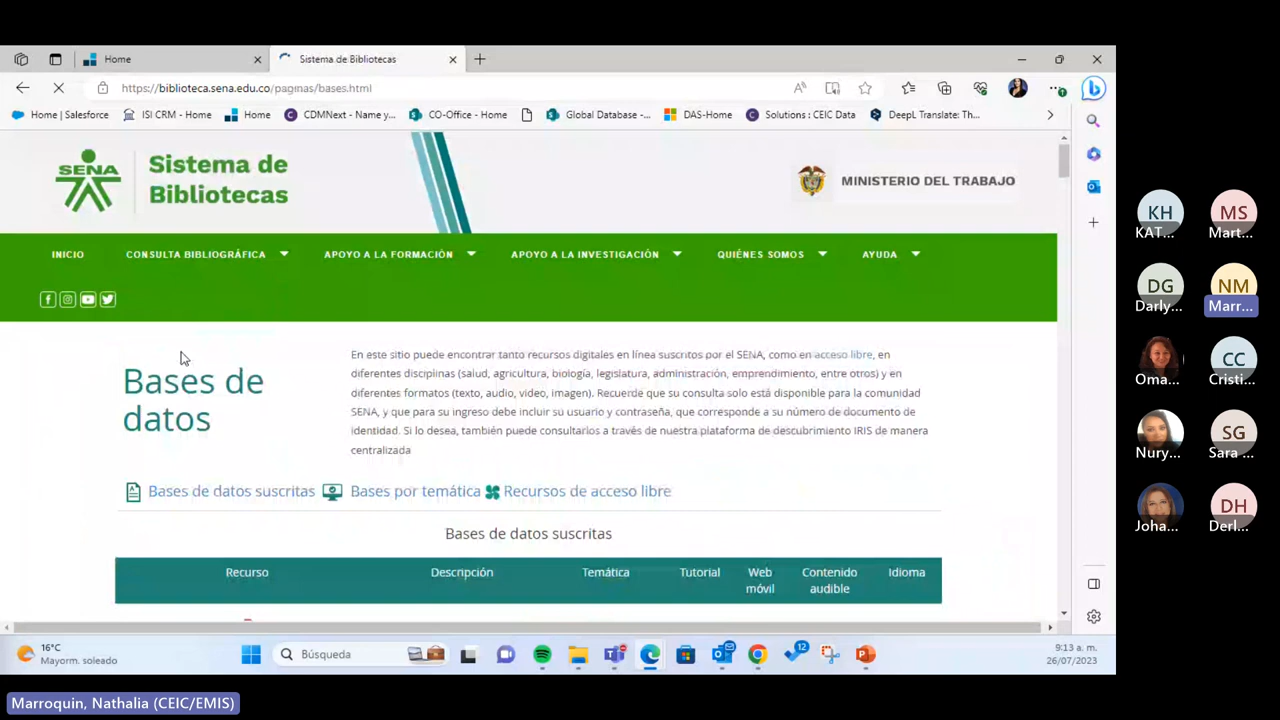 Home
Sistema de Bibliotecas
https://biblioteca.sena.edu.co/paginas/bases.html
Home | Salesforce
ISI CRM - Home
Home
CDMNext - Name y...
CO-Office - Home
Global Database -...
DAS-Home
Solutions : CEIC Data
DeepL Translate: Th...
SENA
Sistema de
Bibliotecas
MINISTERIO DEL TRABAJO
INICIO
CONSULTA BIBLIOGRÁFICA
APOYO A LA FORMACIÓN
APOYO A LA INVESTIGACIÓN
QUIÉNES SOMOS
AYUDA
Bases de
datos
En este sitio puede encontrar tanto recursos digitales en línea suscritos por el SENA, como en acceso libre, en
diferentes disciplinas (salud, agricultura, biología, legislatura, administración, emprendimiento, entre otros) y en
diferentes formatos (texto, audio, video, imagen). Recuerde que su consulta solo está disponible para la comunidad
SENA, y que para su ingreso debe incluir su usuario y contraseña, que corresponde a su número de documento de
identidad. Si lo desea, también puede consultarlos a través de nuestra plataforma de descubrimiento IRIS de manera
centralizada
Bases de datos suscritas
Bases por temática
Recursos de acceso libre
Bases de datos suscritas
Recurso
Descripción
Temática
Tutorial
Web
móvil
Contenido
audible
Idioma
16°C
Mayorm. soleado
Búsqueda
12
9:13 a. m.
26/07/2023
KH
KAT...
MS
Mart...
DG
Darly...
NM
Marr...
Oma...
CC
Cristi...
Nury...
SG
Sara ...
Joha...
DH
Derl...
Marroquin, Nathalia (CEIC/EMIS)